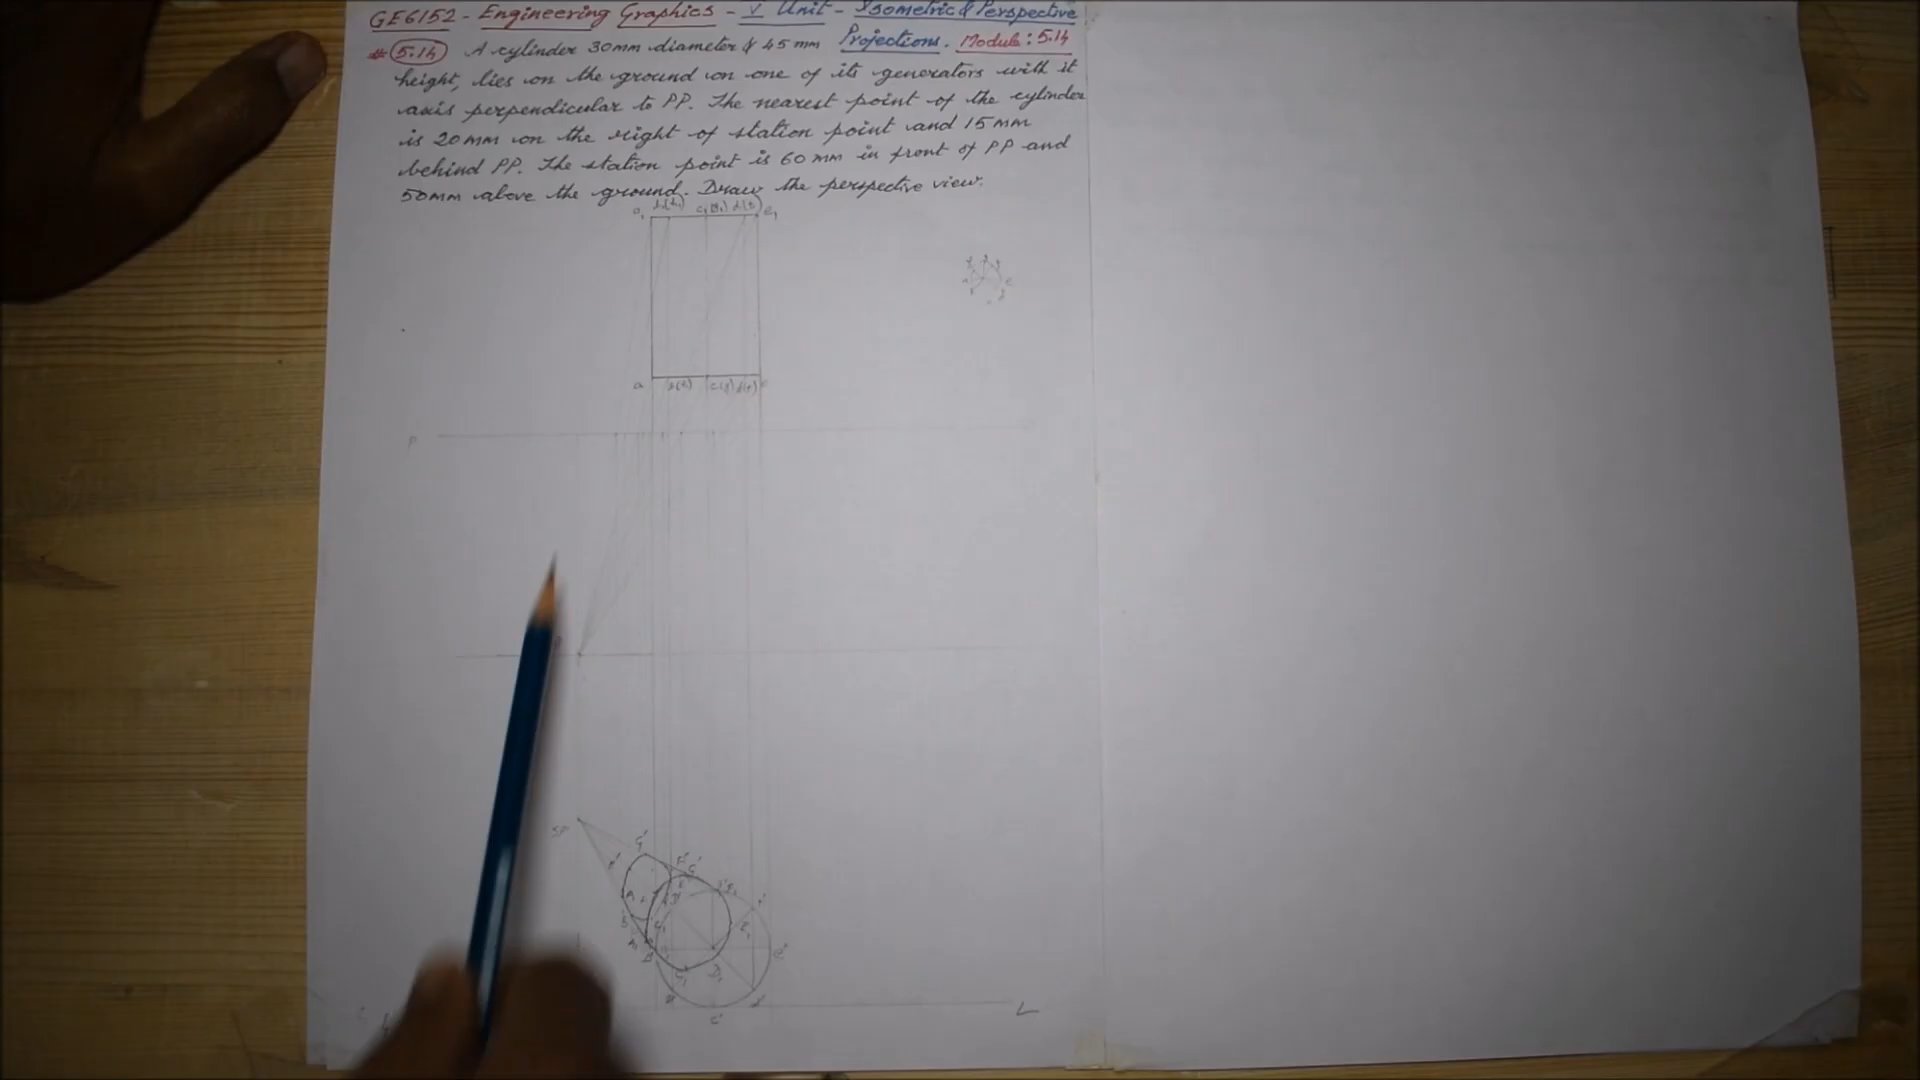 GE6152 - Engineering Graphics - V Unit - Isometric & Perspective
# 5.14 A cylinder 30mm diameter & 45 mm Projections. Module: 5.14
height, lies on the ground on one of its generators with it
axis perpendicular to PP. The nearest point of the cylinder
is 20mm on the right of station point and 15mm
behind PP. The station point is 60mm in front of PP and
50mm above the ground. Draw the perspective view.
a
P
SP
c'
L